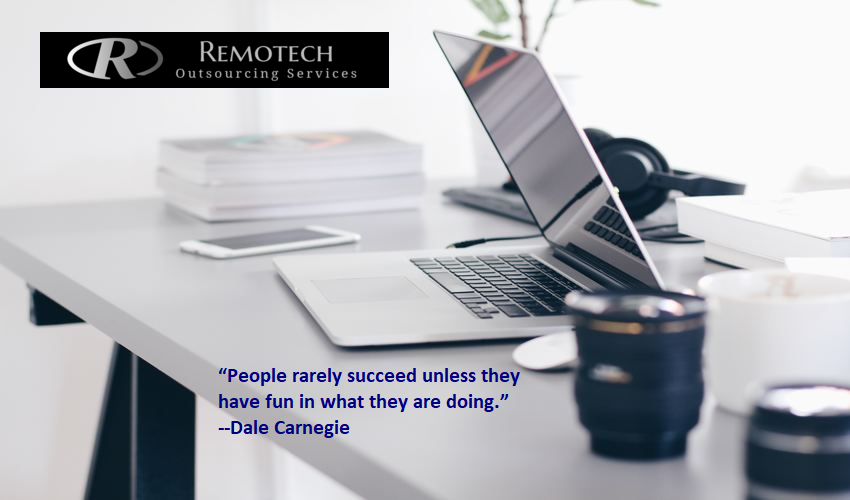 REMOTECH
Outsourcing Services
“People rarely succeed unless they
have fun in what they are doing.”
--Dale Carnegie